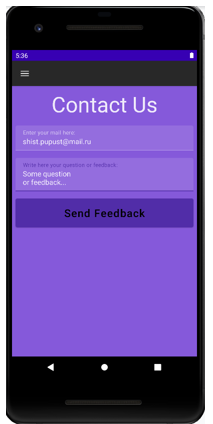 5:36
Contact Us
Enter your mail here:
shist.pupust@mail.ru
Write here your question or feedback:
Some question
or feedback...
Send Feedback